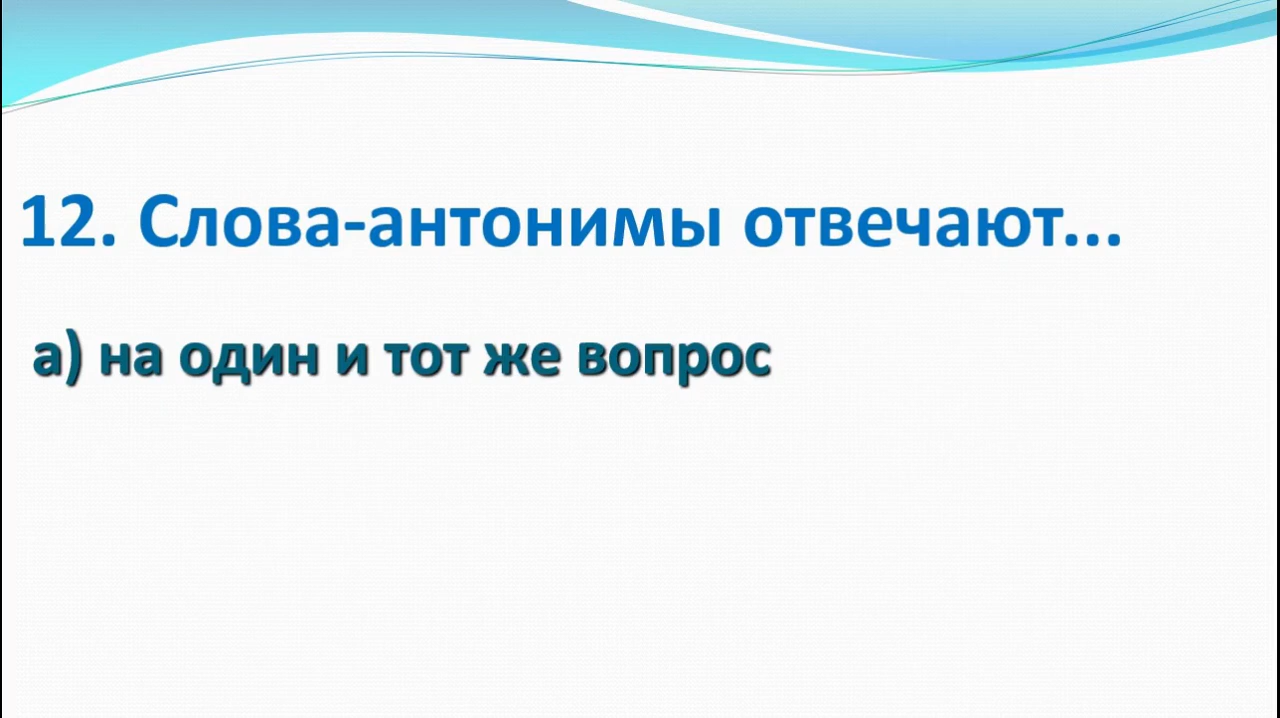 12. Слова-антонимы отвечают...
а) на один и тот же вопрос